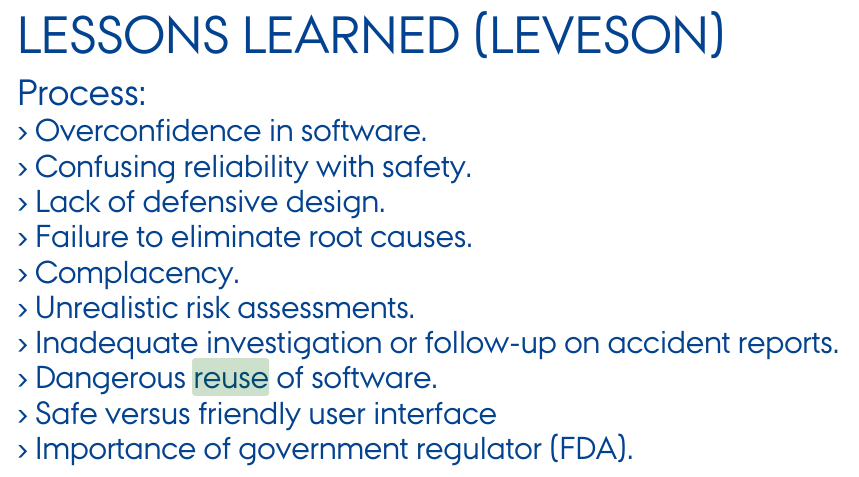 LESSONS LEARNED (LEVESON)
Process:
› Overconfidence in software.
› Confusing reliability with safety.
› Lack of defensive design.
› Failure to eliminate root causes.
› Complacency.
› Unrealistic risk assessments.
› Inadequate investigation or follow-up on accident reports.
› Dangerous reuse of software.
› Safe versus friendly user interface
› Importance of government regulator (FDA).